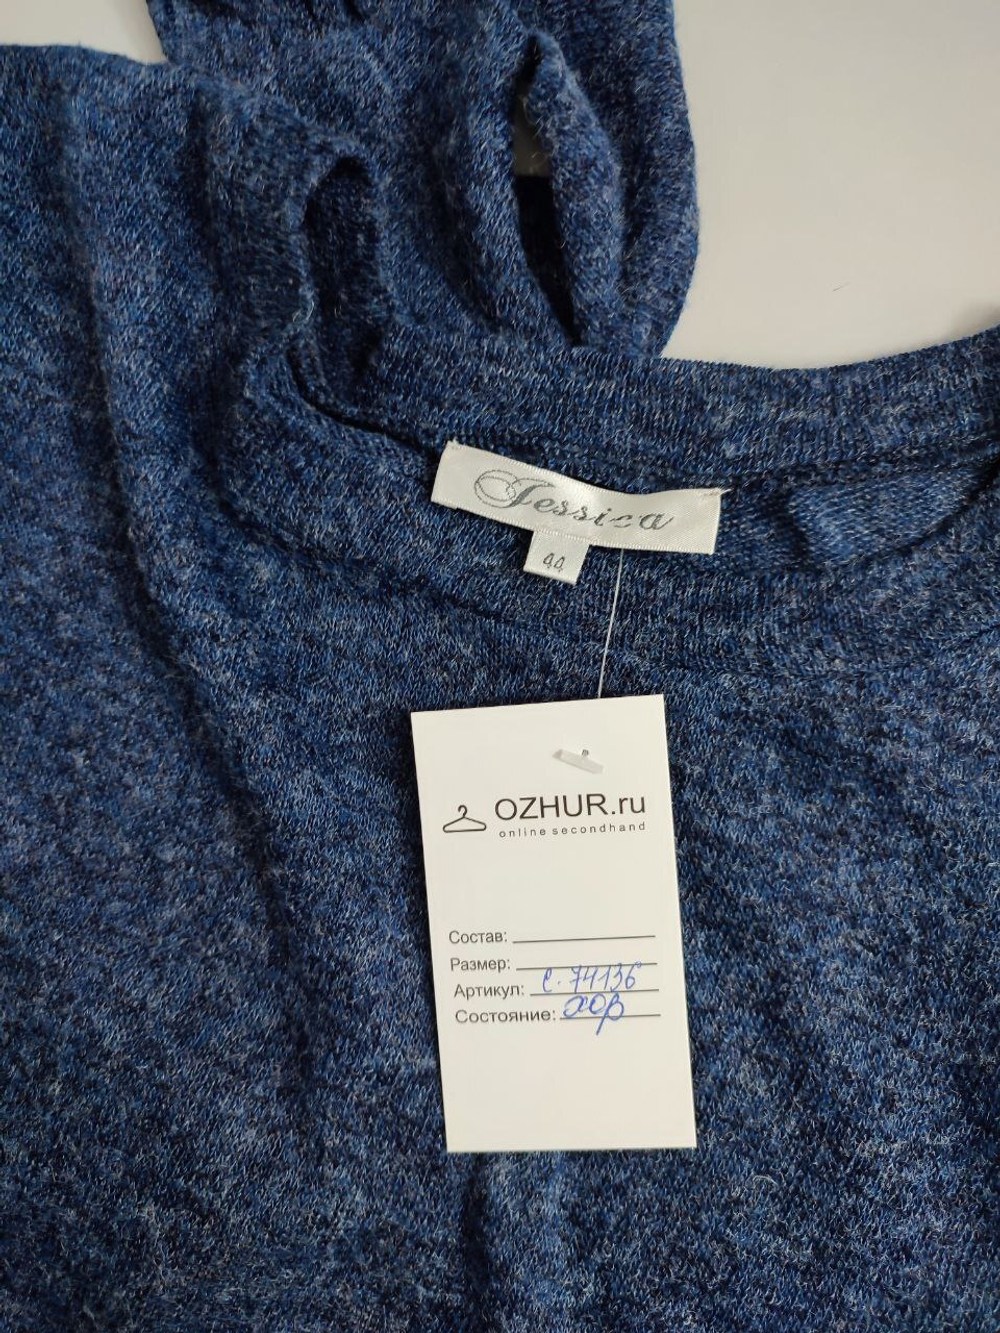 Jessica
44
OZHUR.ru
online secondhand
Состав:
Размер:
Артикул: с. 74136
Состояние: хор